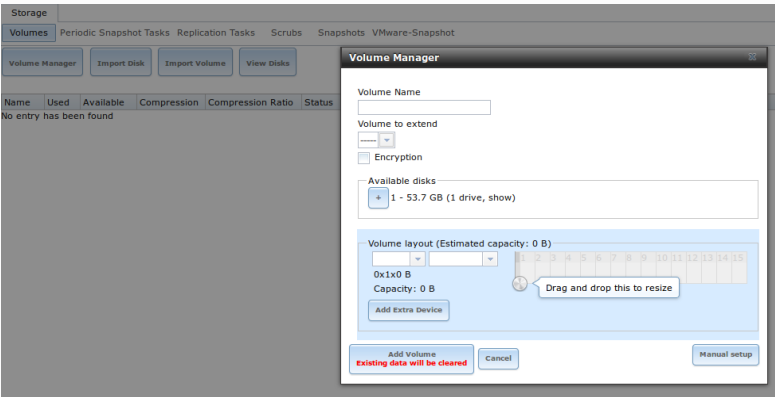 Storage
Volumes Periodic Snapshot Tasks Replication Tasks Scrubs Snapshots VMware-Snapshot
Volume Manager Import Disk Import Volume View Disks
Name Used Available Compression Compression Ratio Status
No entry has been found
Volume Manager
Volume Name
Volume to extend
-----
Encryption
Available disks
+ 1 - 53.7 GB (1 drive, show)
Volume layout (Estimated capacity: 0 B)
1 2 3 4 5 6 7 8 9 10 11 12 13 14 15
0x1x0 B
Capacity: 0 B
Drag and drop this to resize
Add Extra Device
Add Volume
Existing data will be cleared
Cancel
Manual setup